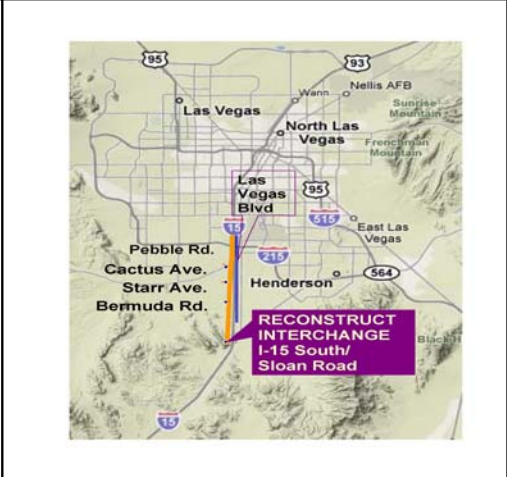 95
93
Nellis AFB
Wann
Las Vegas
Sunrise
Mountain
North Las
Vegas
Frenchman
Mountain
Las
Vegas
Blvd
95
15
515
East Las
Vegas
Pebble Rd.
215
Cactus Ave.
564
Starr Ave.
Henderson
Bermuda Rd.
RECONSTRUCT
INTERCHANGE
I-15 South/
Sloan Road
Black H
15